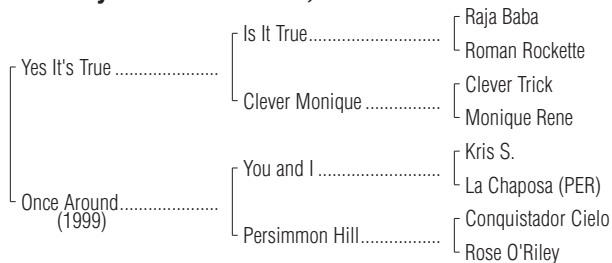 Raja Baba
Is It True
Roman Rockette
Yes It's True
Clever Trick
Clever Monique
Monique Rene
Kris S.
You and I
La Chaposa (PER)
Once Around
(1999)
Conquistador Cielo
Persimmon Hill
Rose O'Riley